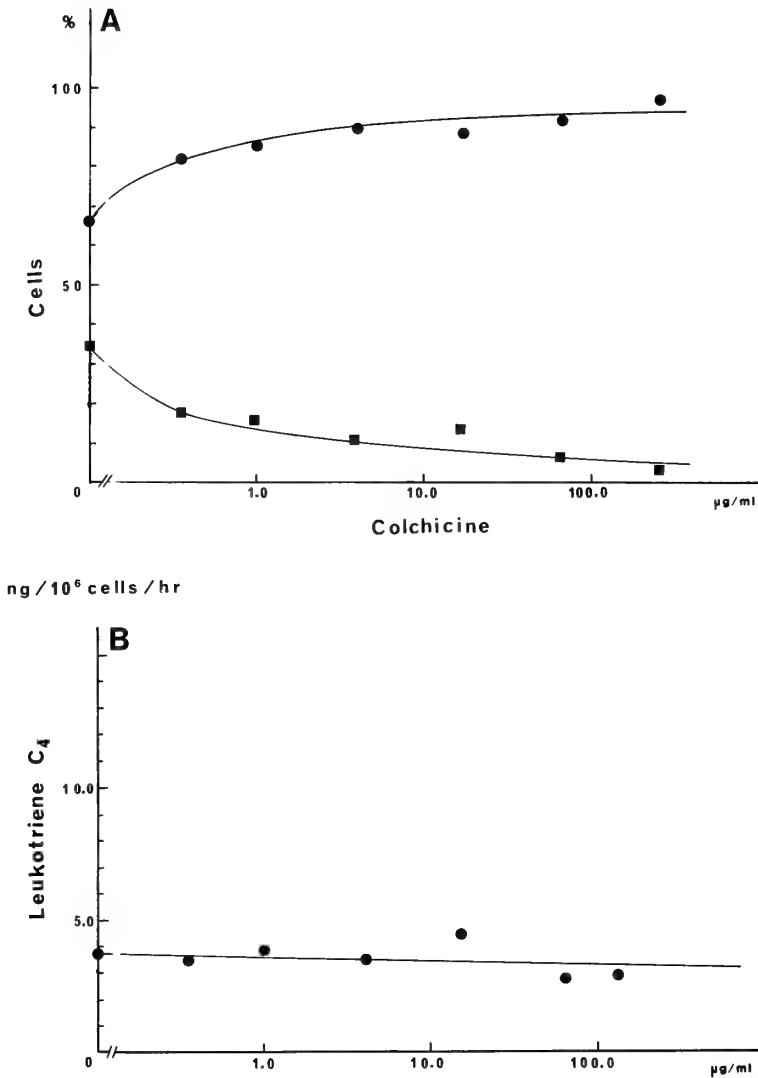 % A
100
Cells
50
0 1.0 10.0 100.0 µg/ml
Colchicine
ng/10⁶ cells/hr
B
Leukotriene C₄
10.0
5.0
0 1.0 10.0 100.0 µg/ml